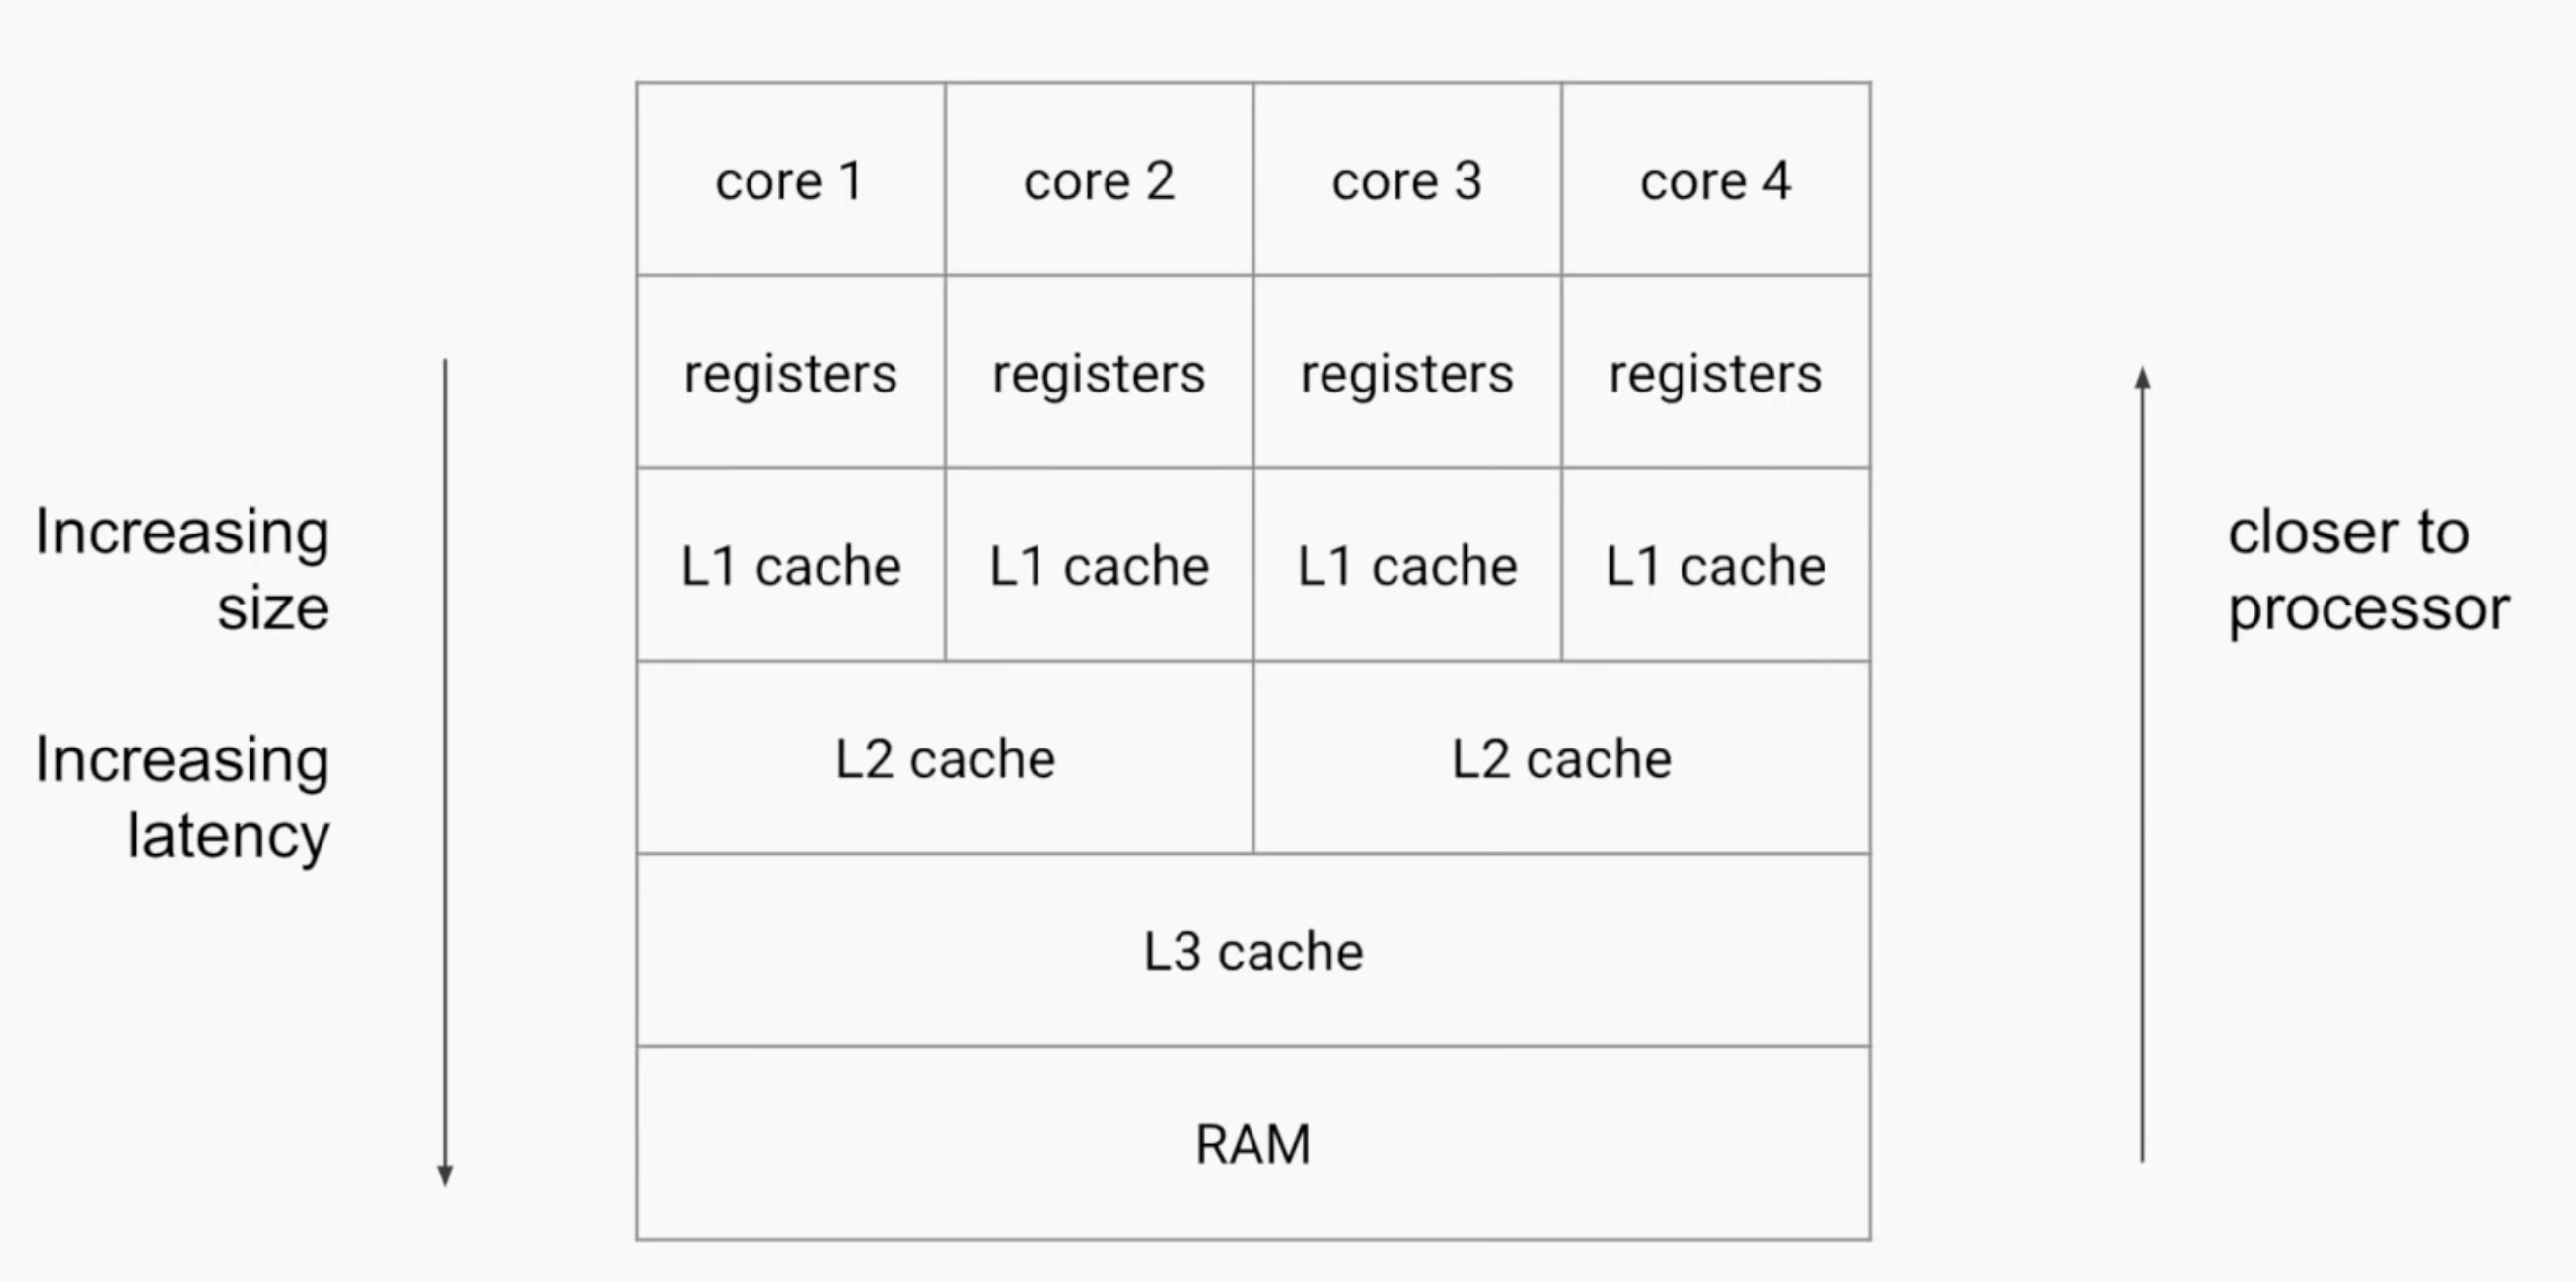 core 1 core 2 core 3 core 4
registers registers registers registers
L1 cache L1 cache L1 cache L1 cache
L2 cache L2 cache
L3 cache
RAM
Increasing
size
Increasing
latency
closer to
processor